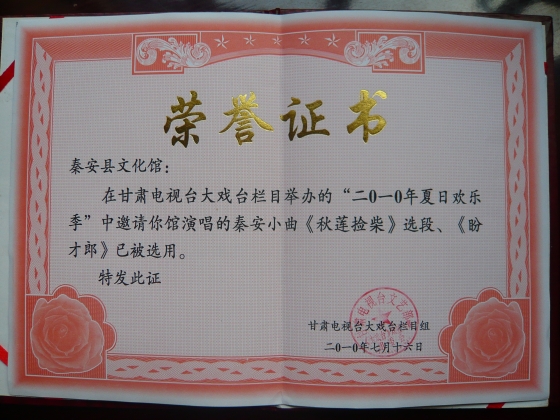 荣誉证书
秦安县文化馆：
在甘肃电视台大戏台栏目举办的“二0一0年夏日欢乐
季”中邀请你馆演唱的秦安小曲《秋莲捡柴》选段、《盼
才郎》已被选用。
特发此证
甘肃电视台大戏台栏目组
二0一0年七月十六日